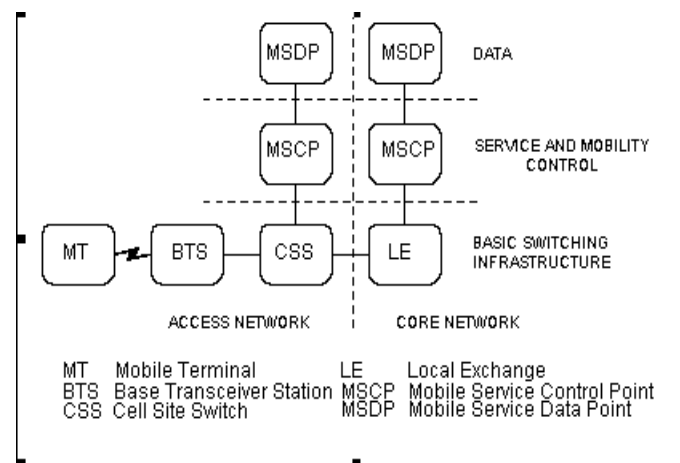 MSDP MSDP DATA
MSCP MSCP SERVICE AND MOBILITY
CONTROL
MT BTS CSS LE BASIC SWITCHING
INFRASTRUCTURE
ACCESS NETWORK CORE NETWORK
MT Mobile Terminal LE Local Exchange
BTS Base Transceiver Station MSCP Mobile Service Control Point
CSS Cell Site Switch MSDP Mobile Service Data Point